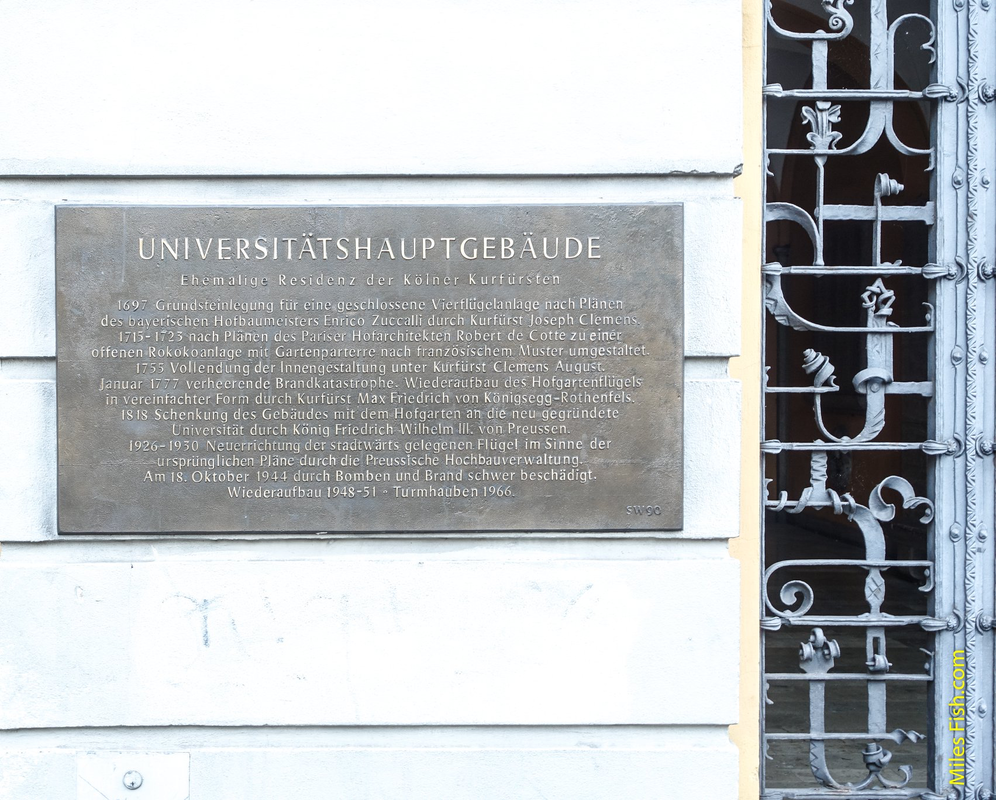 UNIVERSITÄTSHAUPTGEBÄUDE
Ehemalige Residenz der Kölner Kurfürsten
1697 Grundsteinlegung für eine geschlossene Vierflügelanlage nach Plänen
des bayerischen Hofbaumeisters Enrico Zuccalli durch Kurfürst Joseph Clemens.
1715-1723 nach Plänen des Pariser Hofarchitekten Robert de Cotte zu einer
offenen Rokokoanlage mit Gartenparterre nach französischem Muster umgestaltet.
1755 Vollendung der Innengestaltung unter Kurfürst Clemens August.
Januar 1777 verheerende Brandkatastrophe. Wiederaufbau des Hofgartenflügels
in vereinfachter Form durch Kurfürst Max Friedrich von Königsegg-Rothenfels.
1818 Schenkung des Gebäudes mit dem Hofgarten an die neu gegründete
Universität durch König Friedrich Wilhelm III. von Preussen.
1926-1930 Neuerrichtung der stadtwärts gelegenen Flügel im Sinne der
ursprünglichen Pläne durch die Preussische Hochbauverwaltung.
Am 18. Oktober 1944 durch Bomben und Brand schwer beschädigt.
Wiederaufbau 1948-51 - Turmhauben 1966.
SW90
Miles Fish.com